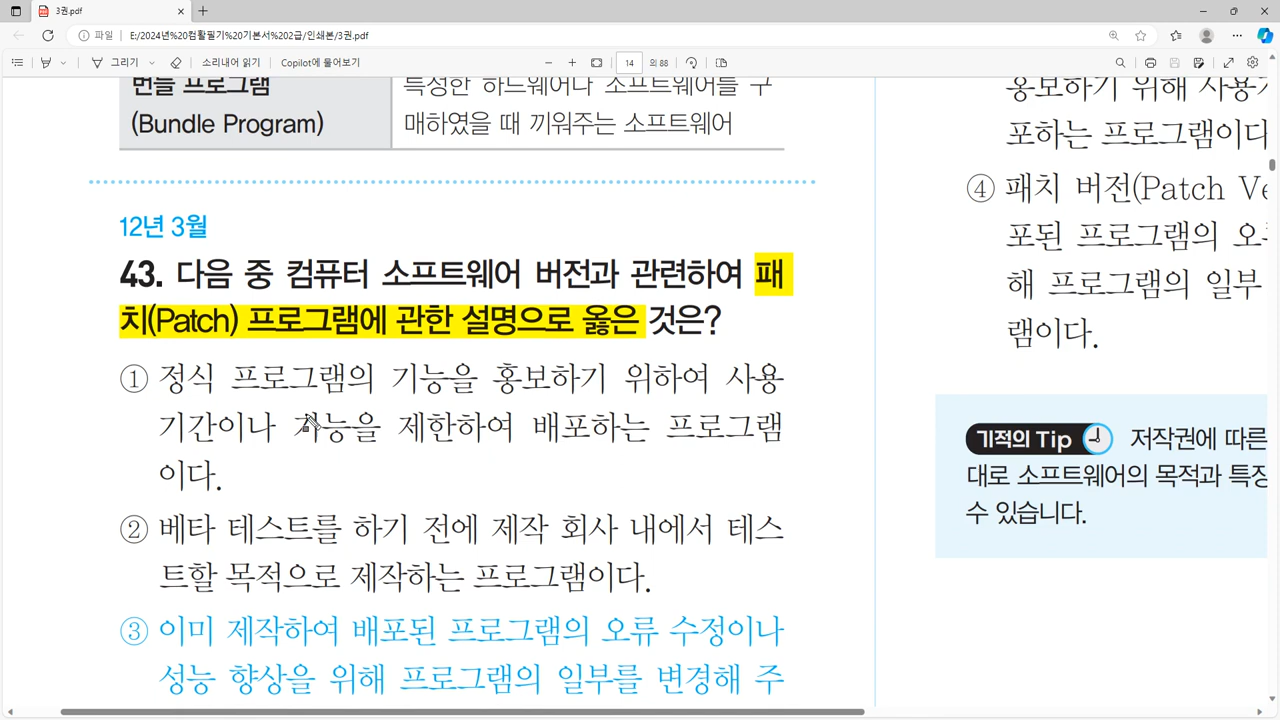 3권.pdf
파일
E:/2024년%20컴활필기%20기본서%202급/인쇄본/3권.pdf
그리기
소리내어 읽기
Copilot에 물어보기
14
의 88
번들 프로그램
(Bundle Program)
특정한 하드웨어나 소프트웨어를 구
매하였을 때 끼워주는 소프트웨어
12년 3월
43. 다음 중 컴퓨터 소프트웨어 버전과 관련하여 패
치(Patch) 프로그램에 관한 설명으로 옳은 것은?
① 정식 프로그램의 기능을 홍보하기 위하여 사용
기간이나 기능을 제한하여 배포하는 프로그램
이다.
② 베타 테스트를 하기 전에 제작 회사 내에서 테스
트할 목적으로 제작하는 프로그램이다.
③ 이미 제작하여 배포된 프로그램의 오류 수정이나
성능 향상을 위해 프로그램의 일부를 변경해 주
홍보하기 위해 사용기
포하는 프로그램이다
④ 패치 버전(Patch Ve
포된 프로그램의 오
해 프로그램의 일부
램이다.
기적의 Tip 저작권에 따른
대로 소프트웨어의 목적과 특징
수 있습니다.